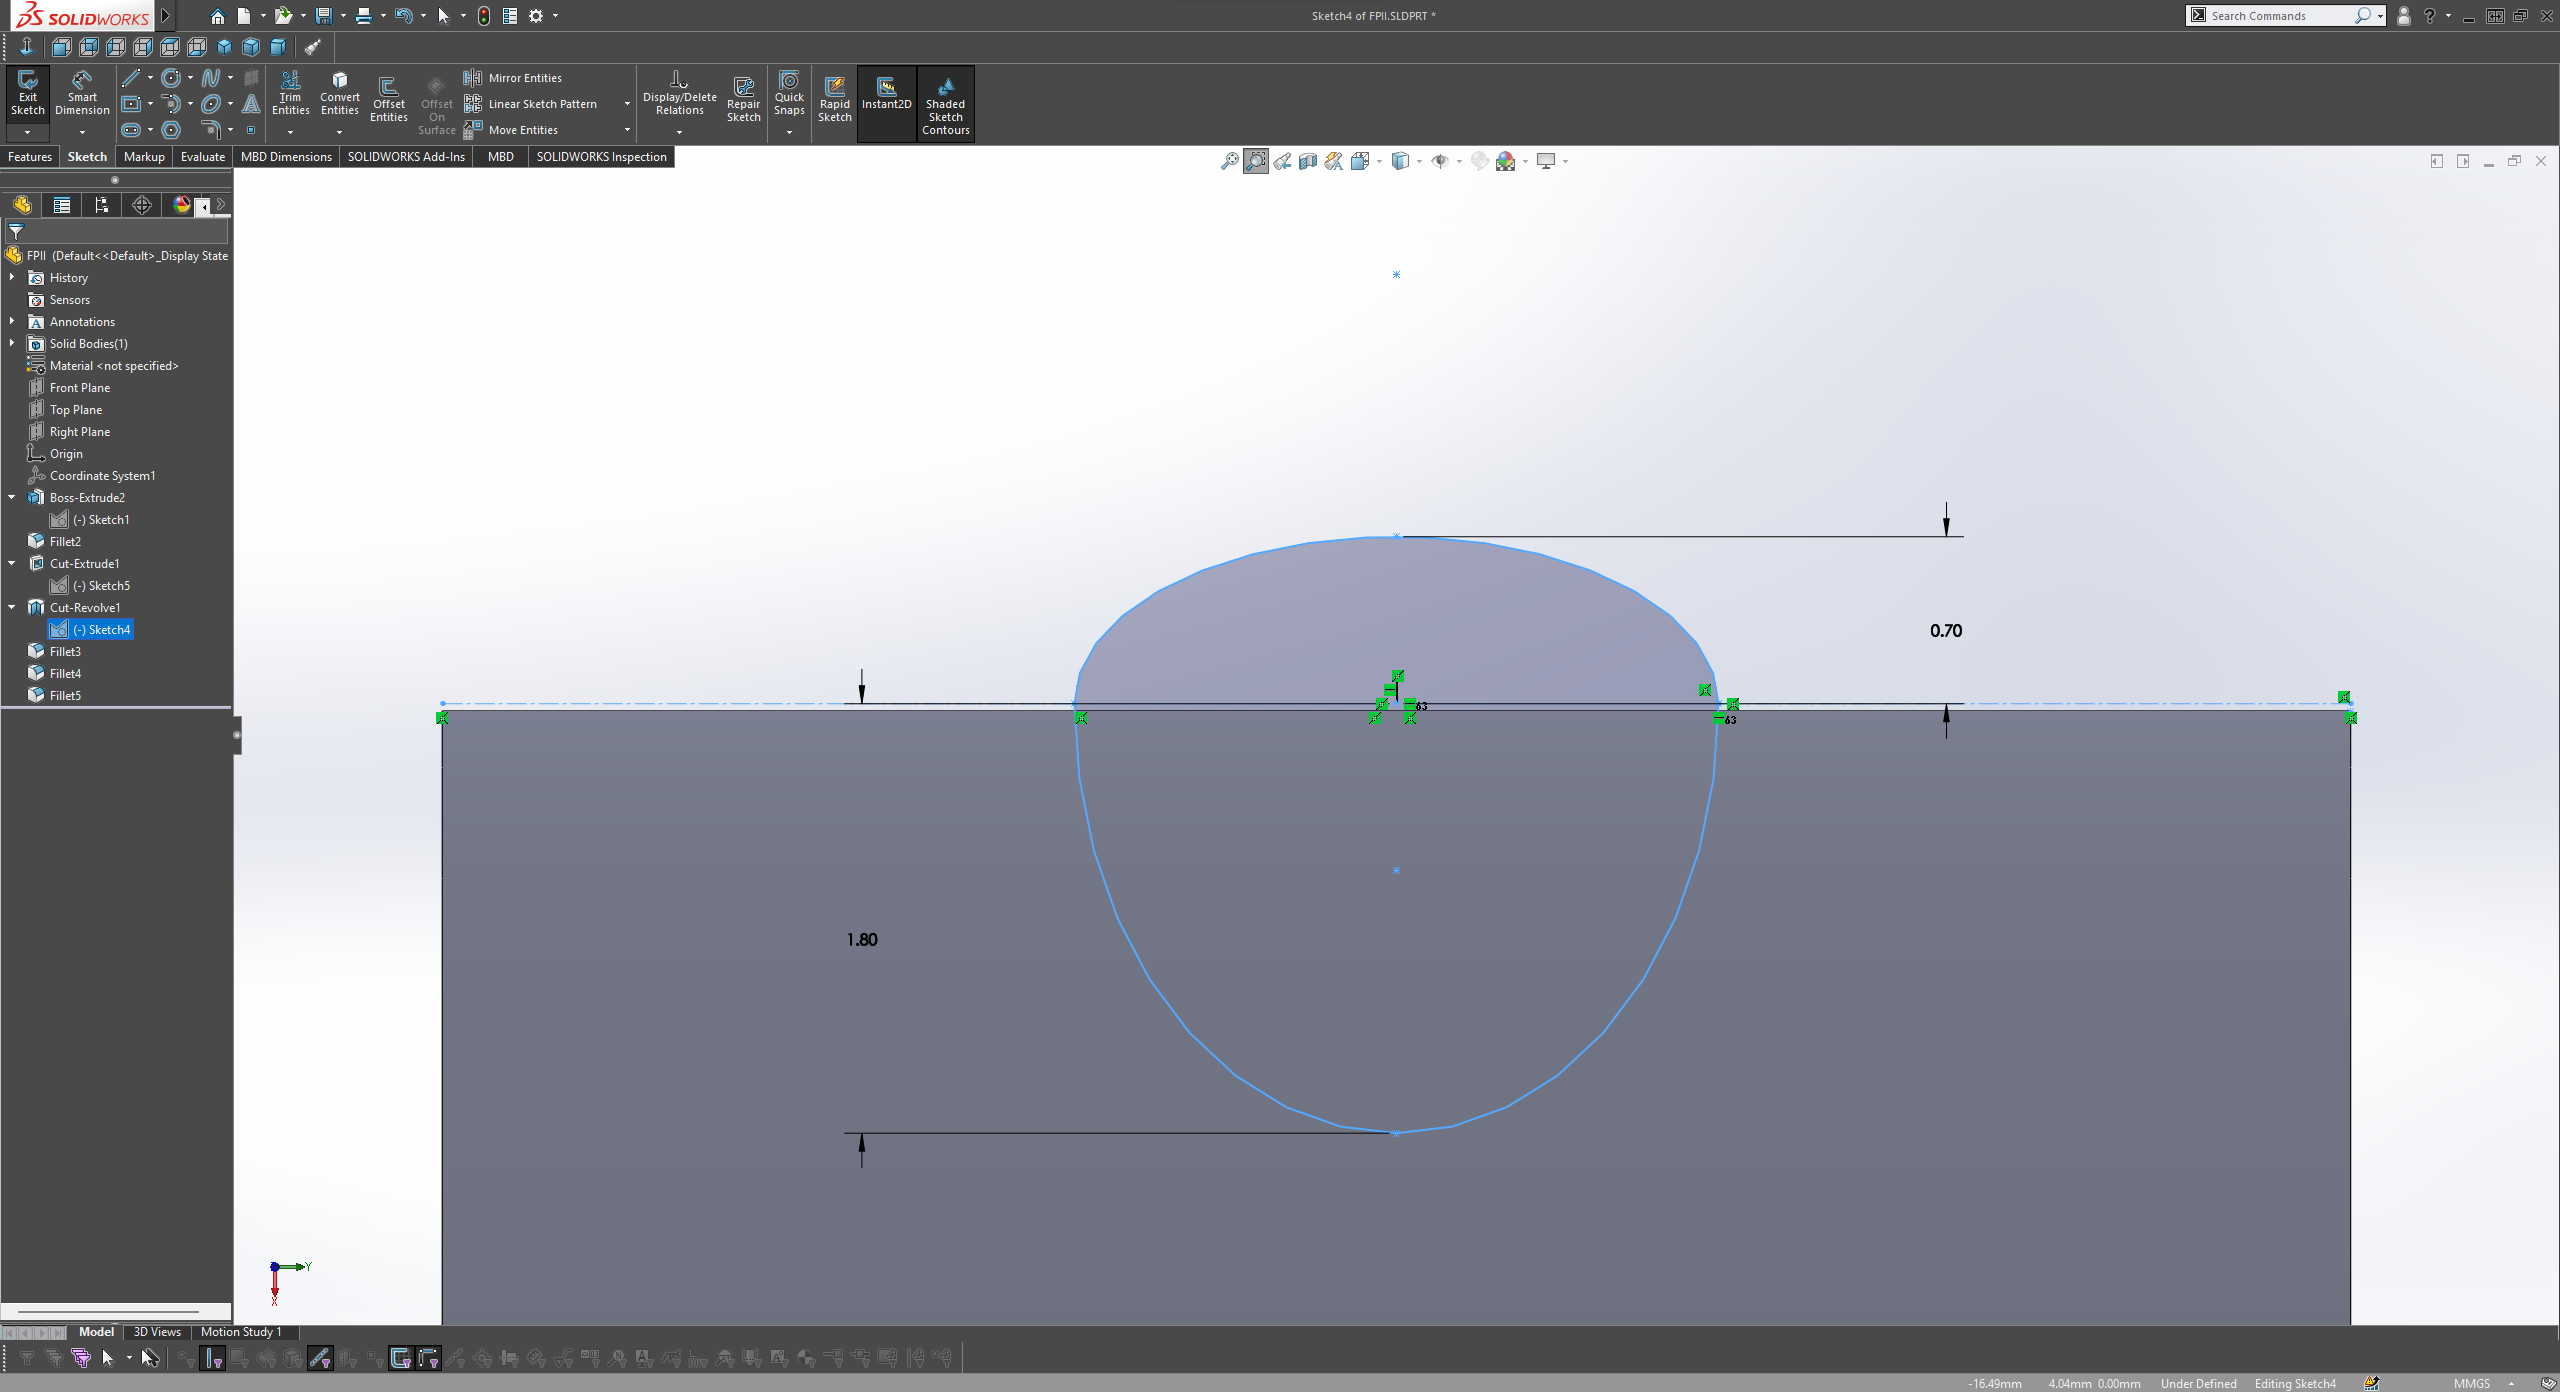 SOLIDWORKS
Sketch4 of FPII.SLDPRT *
Search Commands
Exit Sketch
Smart Dimension
Trim Entities
Convert Entities
Offset Entities
Offset On Surface
Mirror Entities
Linear Sketch Pattern
Move Entities
Display/Delete Relations
Repair Sketch
Quick Snaps
Rapid Sketch
Instant2D
Shaded Sketch Contours
Features Sketch Markup Evaluate MBD Dimensions SOLIDWORKS Add-Ins MBD SOLIDWORKS Inspection
FPII (Default<<Default>_Display State
History
Sensors
Annotations
Solid Bodies(1)
Material <not specified>
Front Plane
Top Plane
Right Plane
Origin
Coordinate System1
Boss-Extrude2
(-) Sketch1
Fillet2
Cut-Extrude1
(-) Sketch5
Cut-Revolve1
(-) Sketch4
Fillet3
Fillet4
Fillet5
0.70
63
63
1.80
Y
X
Model 3D Views Motion Study 1
-16.49mm 4.04mm 0.00mm Under Defined Editing Sketch4 MMGS